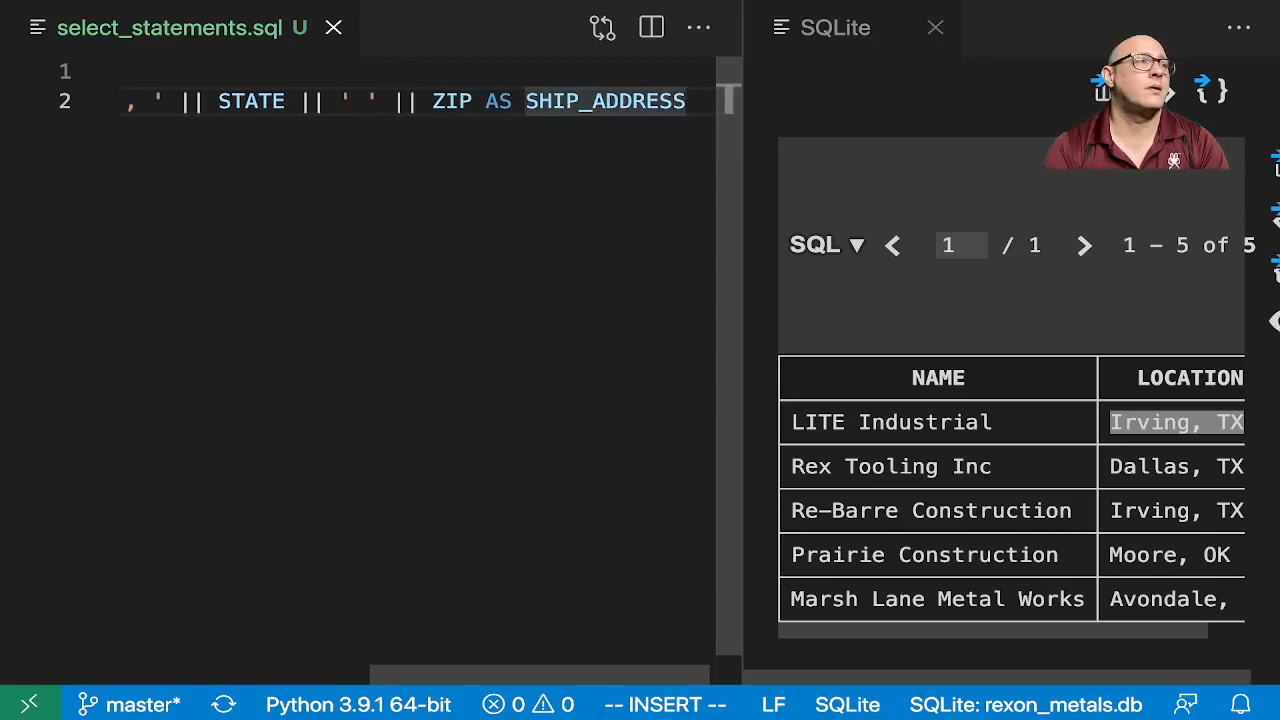 select_statements.sql U
SQLite
1
2 , ' || STATE || ' ' || ZIP AS SHIP_ADDRESS
{}
SQL ▼ < 1 / 1 > 1 – 5 of 5
NAME LOCATION
LITE Industrial Irving, TX
Rex Tooling Inc Dallas, TX
Re-Barre Construction Irving, TX
Prairie Construction Moore, OK
Marsh Lane Metal Works Avondale,
master* Python 3.9.1 64-bit 0 0 -- INSERT -- LF SQLite SQLite: rexon_metals.db